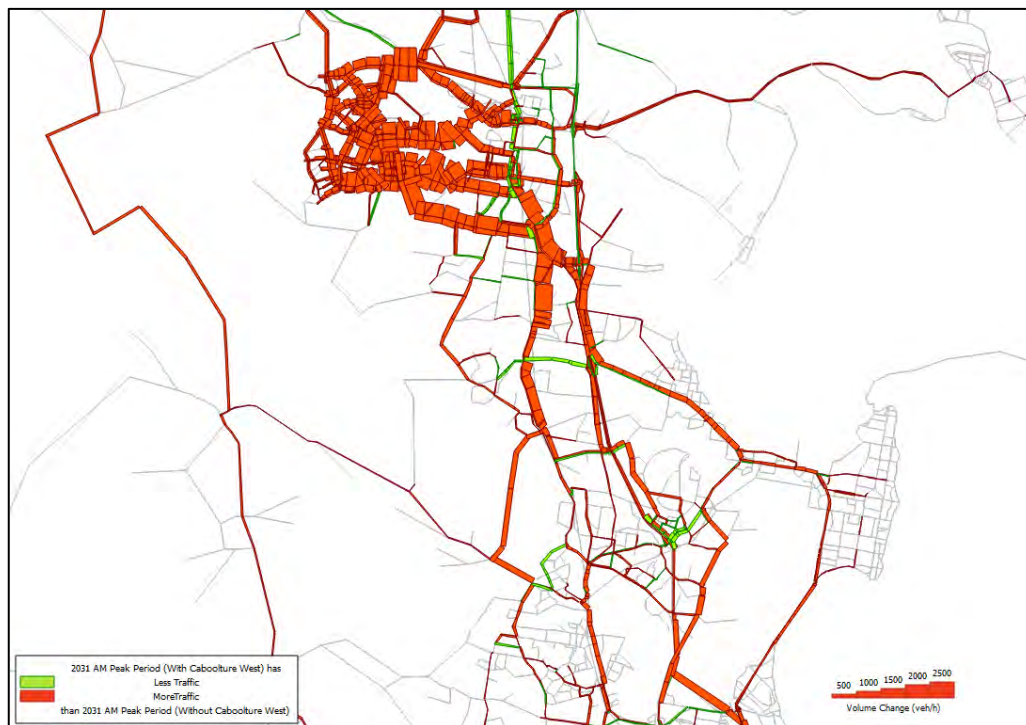 2031 AM Peak Period (With Caboolture West) has
Less Traffic
MoreTraffic
than 2031 AM Peak Period (Without Caboolture West)
500 1000 1500 2000 2500
Volume Change (veh/h)